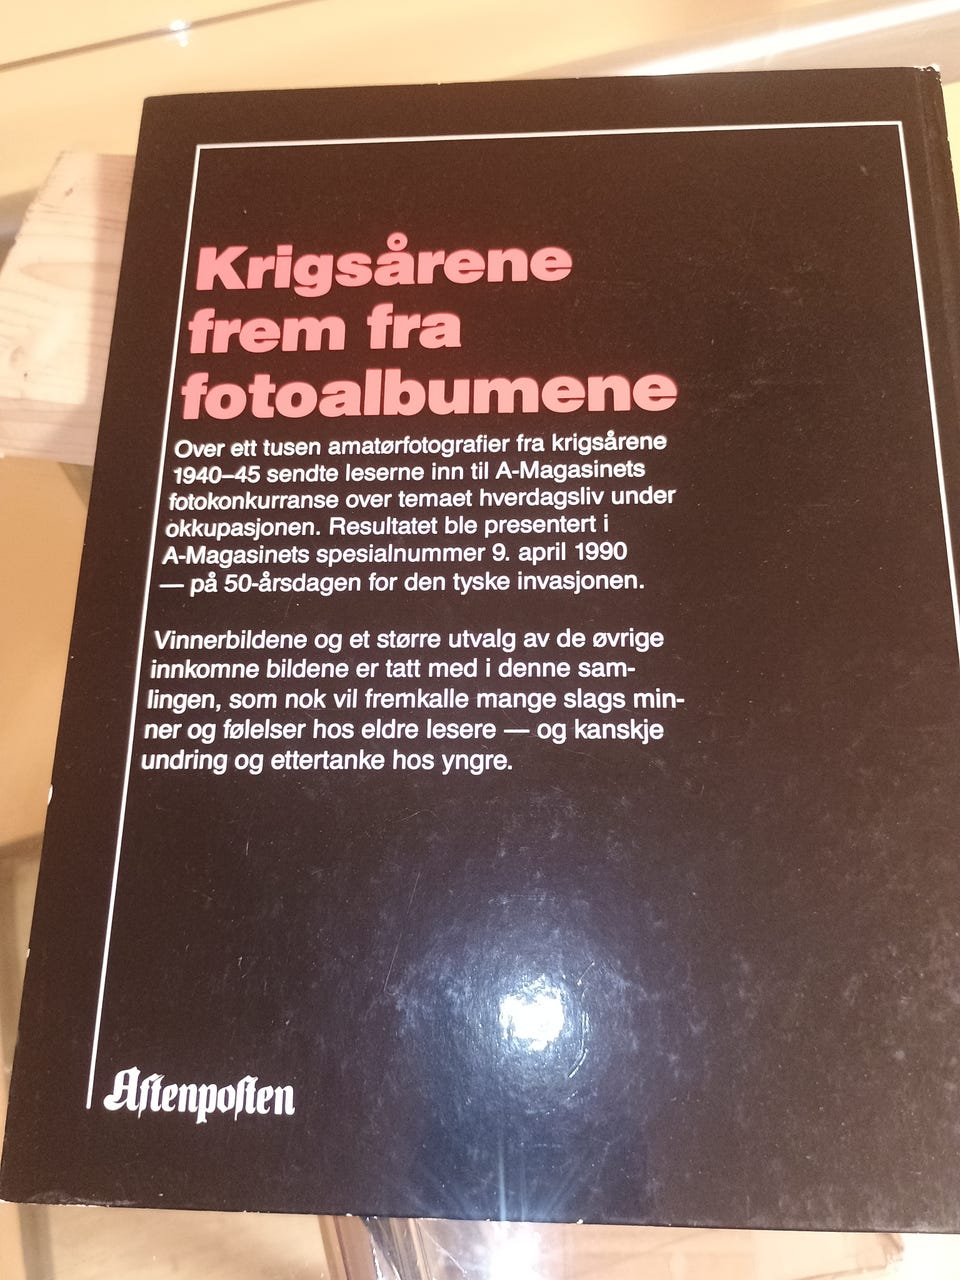 Krigsårene
frem fra
fotoalbumene
Over ett tusen amatørfotografier fra krigsårene
1940–45 sendte leserne inn til A-Magasinets
fotokonkurranse over temaet hverdagsliv under
okkupasjonen. Resultatet ble presentert i
A-Magasinets spesialnummer 9. april 1990
— på 50-årsdagen for den tyske invasjonen.
Vinnerbildene og et større utvalg av de øvrige
innkomne bildene er tatt med i denne sam-
lingen, som nok vil fremkalle mange slags min-
ner og følelser hos eldre lesere — og kanskje
undring og ettertanke hos yngre.
Aftenposten